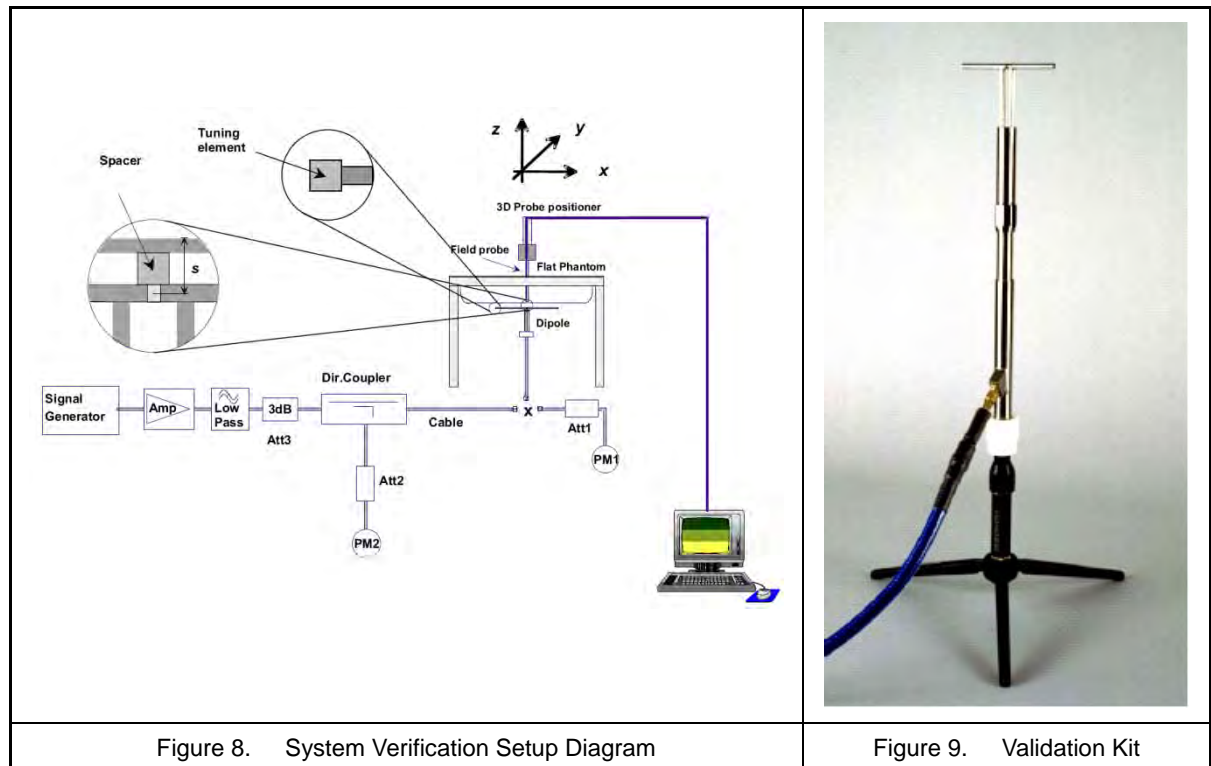 Tuning
element
Spacer
z
y
x
3D Probe positioner
s
Field probe
Flat Phantom
Dipole
Dir.Coupler
Signal
Generator
Amp
Low
Pass
3dB
Att3
Cable
x
Att1
PM1
Att2
PM2
Figure 8. System Verification Setup Diagram
Figure 9. Validation Kit